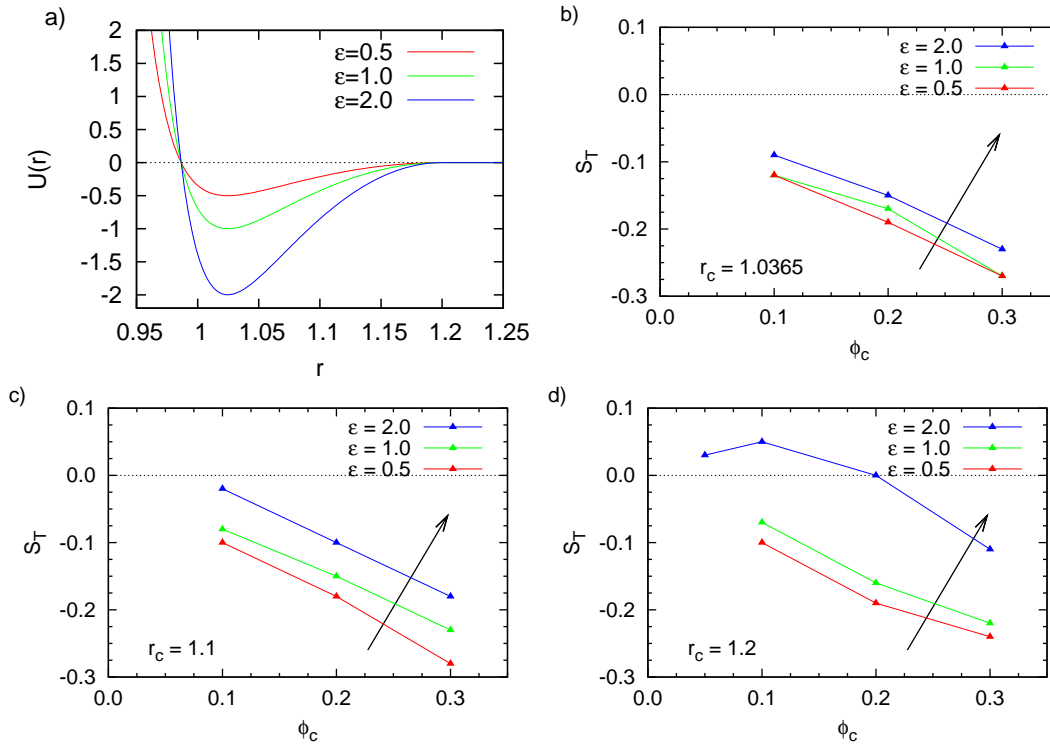 a)
2
1.5
1
0.5
0
-0.5
-1
-1.5
-2
U(r)
ε=0.5
ε=1.0
ε=2.0
0.95 1 1.05 1.10 1.15 1.20 1.25
r
b)
0.1
0.0
-0.1
-0.2
-0.3
S_T
ε = 2.0
ε = 1.0
ε = 0.5
r_c = 1.0365
0.0 0.1 0.2 0.3
ϕ_c
c)
0.1
0.0
-0.1
-0.2
-0.3
S_T
ε = 2.0
ε = 1.0
ε = 0.5
r_c = 1.1
0.0 0.1 0.2 0.3
ϕ_c
d)
0.1
0.0
-0.1
-0.2
-0.3
S_T
ε = 2.0
ε = 1.0
ε = 0.5
r_c = 1.2
0.0 0.1 0.2 0.3
ϕ_c